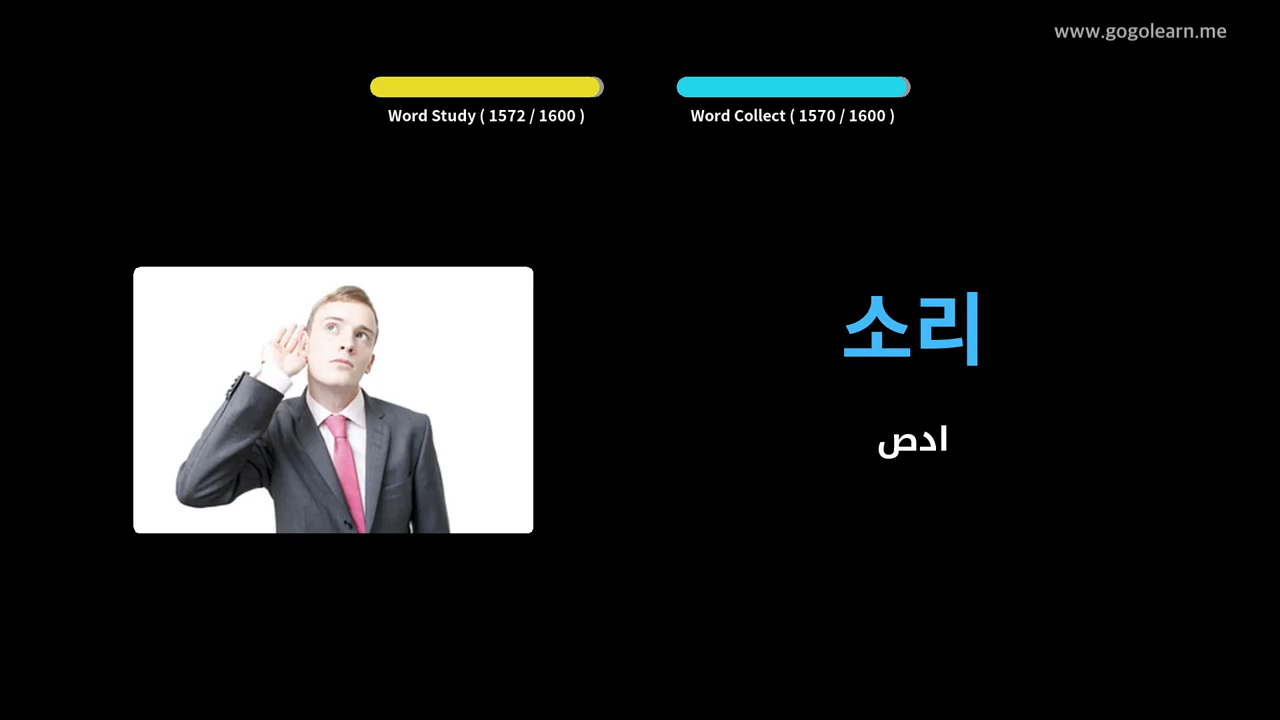 www.gogolearn.me
Word Study ( 1572 / 1600 )
Word Collect ( 1570 / 1600 )
소리
ادص